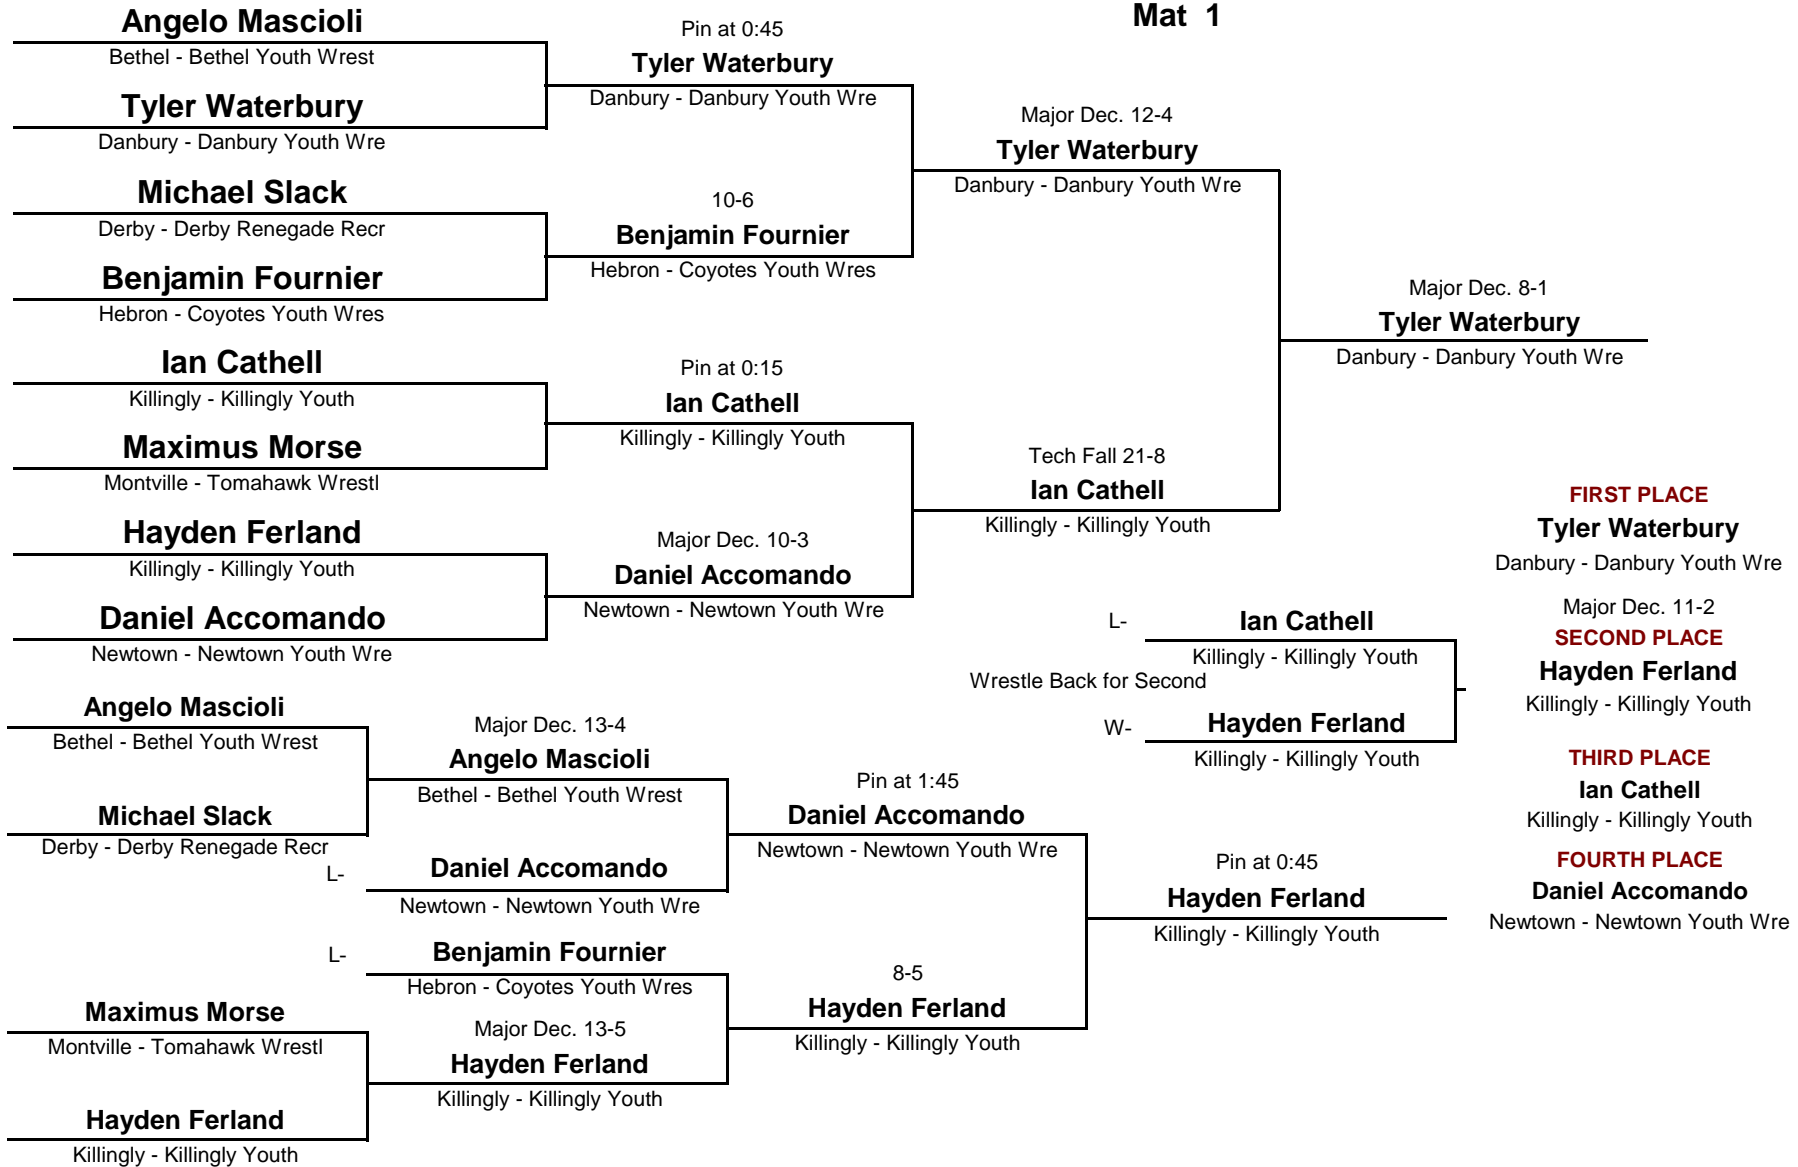 Mat 1
Angelo Mascioli
Bethel - Bethel Youth Wrest
Tyler Waterbury
Danbury - Danbury Youth Wre
Michael Slack
Derby - Derby Renegade Recr
Benjamin Fournier
Hebron - Coyotes Youth Wres
Ian Cathell
Killingly - Killingly Youth
Maximus Morse
Montville - Tomahawk Wrestl
Hayden Ferland
Killingly - Killingly Youth
Daniel Accomando
Newtown - Newtown Youth Wre
Pin at 0:45
Tyler Waterbury
Danbury - Danbury Youth Wre
10-6
Benjamin Fournier
Hebron - Coyotes Youth Wres
Pin at 0:15
Ian Cathell
Killingly - Killingly Youth
Major Dec. 10-3
Daniel Accomando
Newtown - Newtown Youth Wre
Major Dec. 12-4
Tyler Waterbury
Danbury - Danbury Youth Wre
Tech Fall 21-8
Ian Cathell
Killingly - Killingly Youth
Major Dec. 8-1
Tyler Waterbury
Danbury - Danbury Youth Wre
Angelo Mascioli
Bethel - Bethel Youth Wrest
Michael Slack
Derby - Derby Renegade Recr
Maximus Morse
Montville - Tomahawk Wrestl
Hayden Ferland
Killingly - Killingly Youth
Major Dec. 13-4
Angelo Mascioli
Bethel - Bethel Youth Wrest
L-
Daniel Accomando
Newtown - Newtown Youth Wre
L-
Benjamin Fournier
Hebron - Coyotes Youth Wres
Major Dec. 13-5
Hayden Ferland
Killingly - Killingly Youth
Pin at 1:45
Daniel Accomando
Newtown - Newtown Youth Wre
8-5
Hayden Ferland
Killingly - Killingly Youth
Pin at 0:45
Hayden Ferland
Killingly - Killingly Youth
L-
Ian Cathell
Killingly - Killingly Youth
Wrestle Back for Second
W-
Hayden Ferland
Killingly - Killingly Youth
FIRST PLACE
Tyler Waterbury
Danbury - Danbury Youth Wre
Major Dec. 11-2
SECOND PLACE
Hayden Ferland
Killingly - Killingly Youth
THIRD PLACE
Ian Cathell
Killingly - Killingly Youth
FOURTH PLACE
Daniel Accomando
Newtown - Newtown Youth Wre